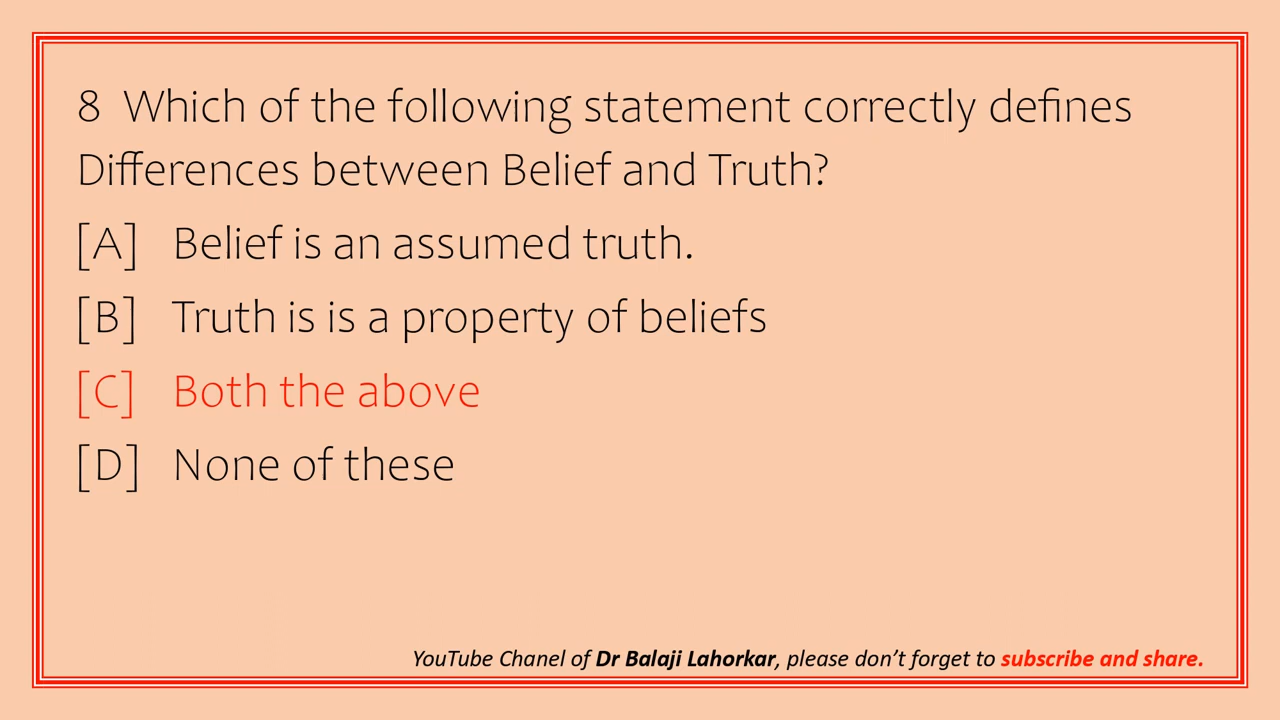 8 Which of the following statement correctly defines
Differences between Belief and Truth?
[A] Belief is an assumed truth.
[B] Truth is is a property of beliefs
[C] Both the above
[D] None of these
YouTube Chanel of Dr Balaji Lahorkar, please don’t forget to subscribe and share.